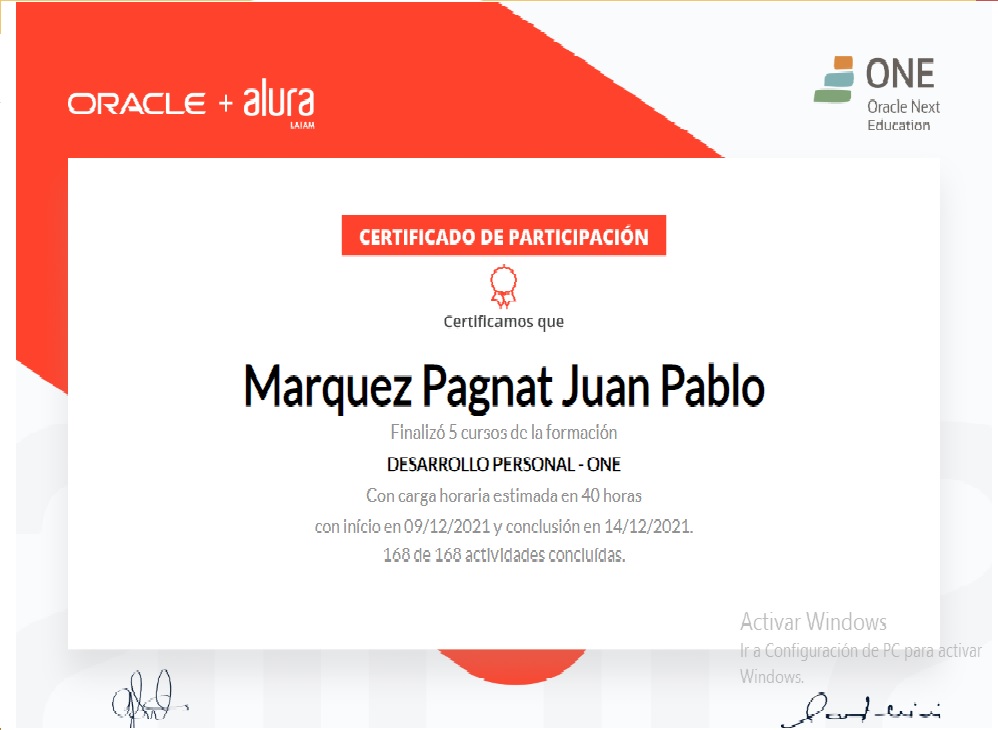 ORACLE + alura
LATAM
ONE
Oracle Next
Education
CERTIFICADO DE PARTICIPACIÓN
Certificamos que
Marquez Pagnat Juan Pablo
Finalizó 5 cursos de la formación
DESARROLLO PERSONAL - ONE
Con carga horaria estimada en 40 horas
con início en 09/12/2021 y conclusión en 14/12/2021.
168 de 168 actividades concluídas.
Activar Windows
Ir a Configuración de PC para activar
Windows.